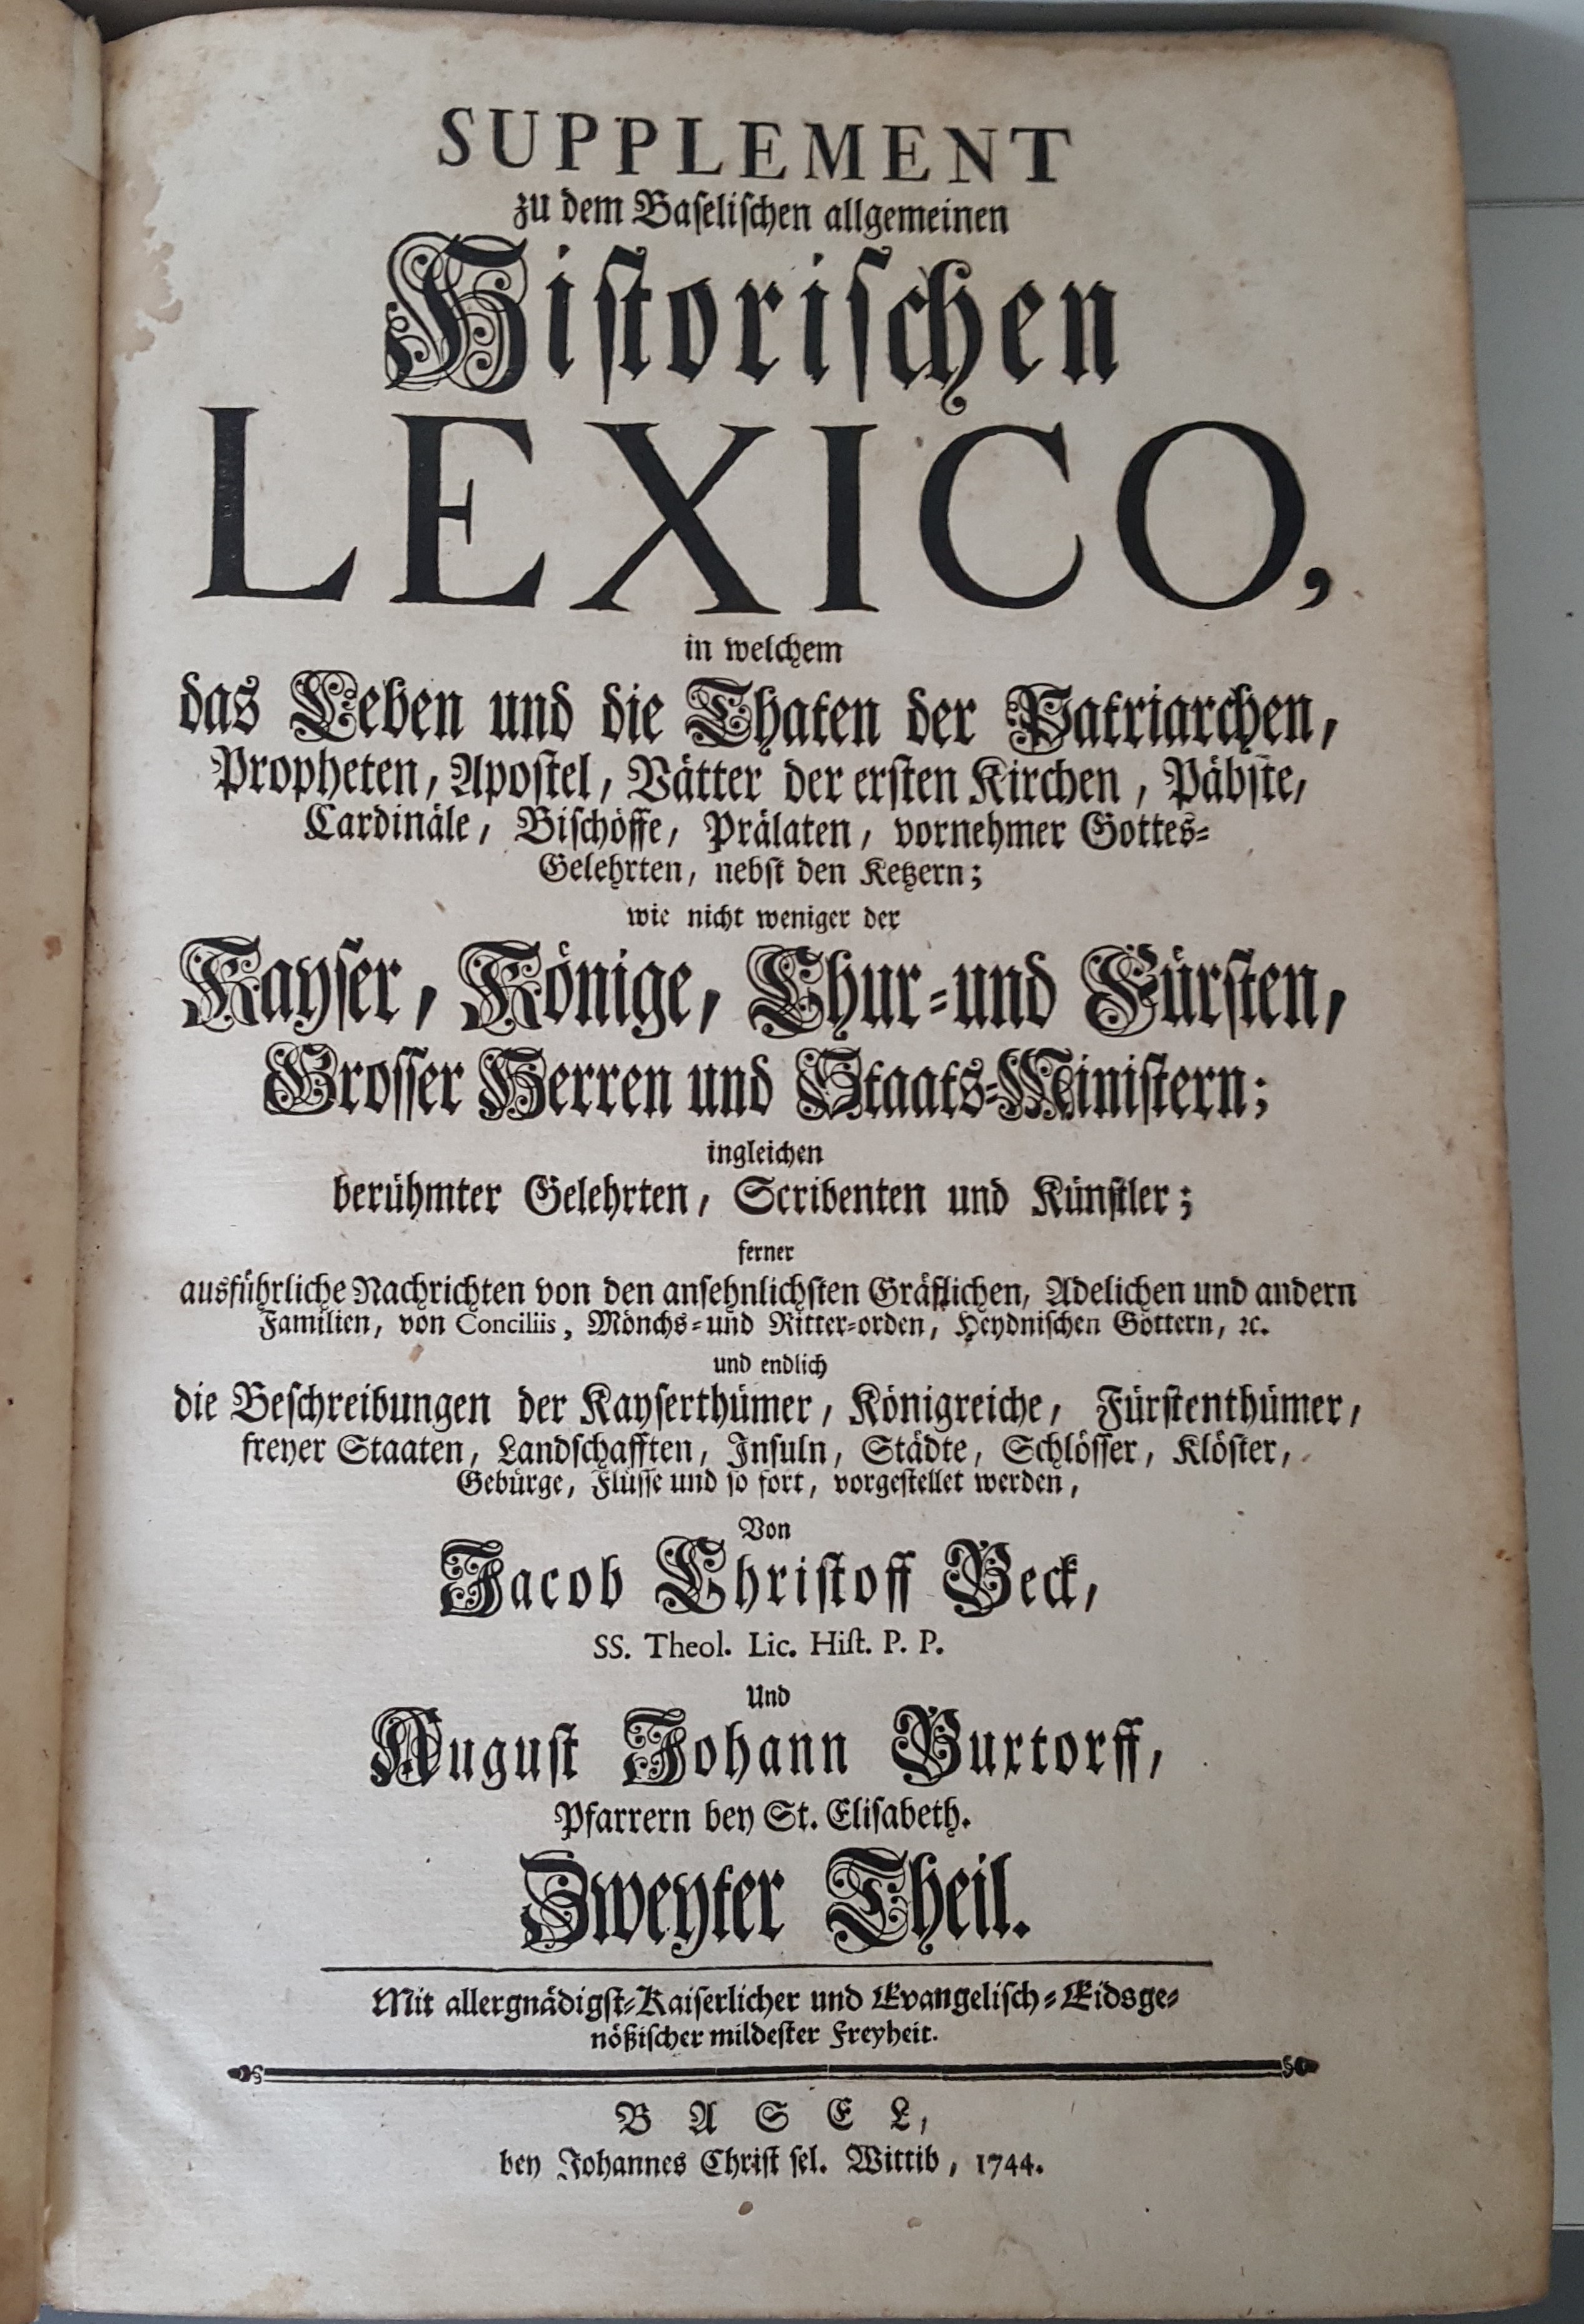 SUPPLEMENT
zu dem Baſeliſchen allgemeinen
Hiſtoriſchen
LEXICO,
in welchem
das Leben und die Thaten der Patriarchen,
Propheten, Apoſtel, Vätter der erſten Kirchen, Päbſte,
Cardinäle, Biſchöffe, Prälaten, vornehmer Gottes-
Gelehrten, nebſt den Ketzern;
wie nicht weniger der
Kayſer, Könige, Chur-und Fürſten,
Groſſer Herren und Staats-Miniſtern;
ingleichen
berühmter Gelehrten, Scribenten und Künſtler;
ferner
ausführliche Nachrichten von den anſehnlichſten Gräflichen, Adelichen und andern
Familien, von Conciliis, Mönchs-und Ritter-orden, Heydniſchen Göttern, ꝛc.
und endlich
die Beſchreibungen der Kayſerthümer, Königreiche, Fürſtenthümer,
freyer Staaten, Landſchafften, Inſuln, Städte, Schlöſſer, Klöſter,
Gebürge, Flüſſe und ſo fort, vorgeſtellet werden,
Von
Jacob Chriſtoff Beck,
SS. Theol. Lic. Hiſt. P. P.
Und
Auguſt Johann Buxtorff,
Pfarrern bey St. Eliſabeth.
Zweyter Theil.
Mit allergnädigſt-Kaiſerlicher und Evangeliſch-Eidsge-
nößiſcher mildeſter Freyheit.
BASEL,
bey Johannes Chriſt ſel. Wittib, 1744.